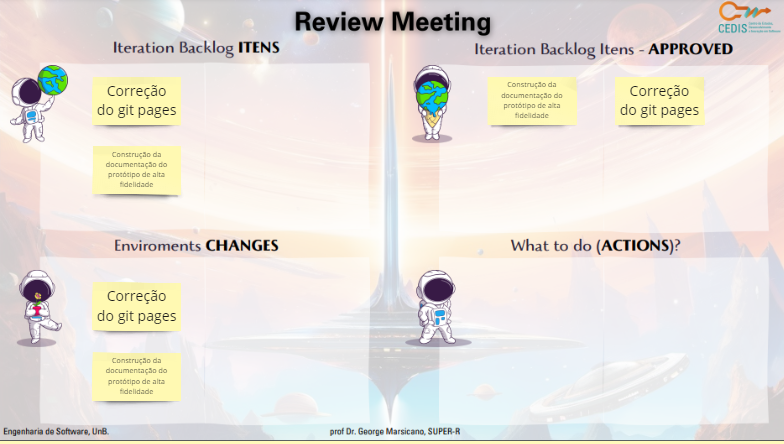 Review Meeting
CEDIS
Iteration Backlog ITENS
Correção
do git pages
Construção da
documentação do
protótipo de alta
fidelidade
Iteration Backlog Itens - APPROVED
Construção da
documentação do
protótipo de alta
fidelidade
Correção
do git pages
Enviroments CHANGES
Correção
do git pages
Construção da
documentação do
protótipo de alta
fidelidade
What to do (ACTIONS)?
Engenharia de Software, UnB.
prof Dr. George Marsicano, SUPER-R